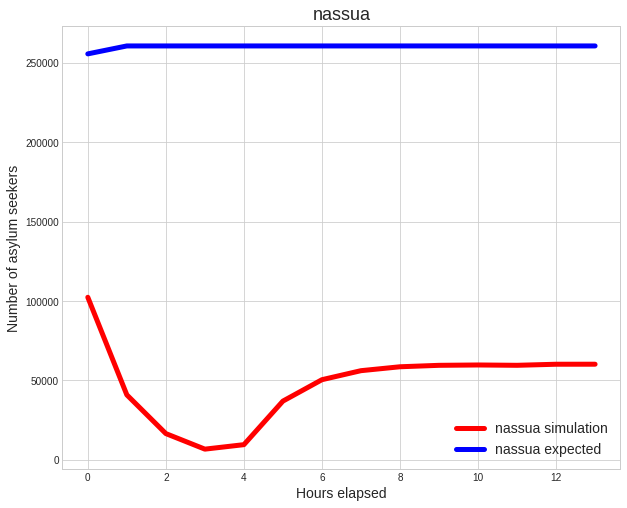 nassua
250000
200000
150000
100000
50000
0
Number of asylum seekers
0 2 4 6 8 10 12
Hours elapsed
nassua simulation
nassua expected